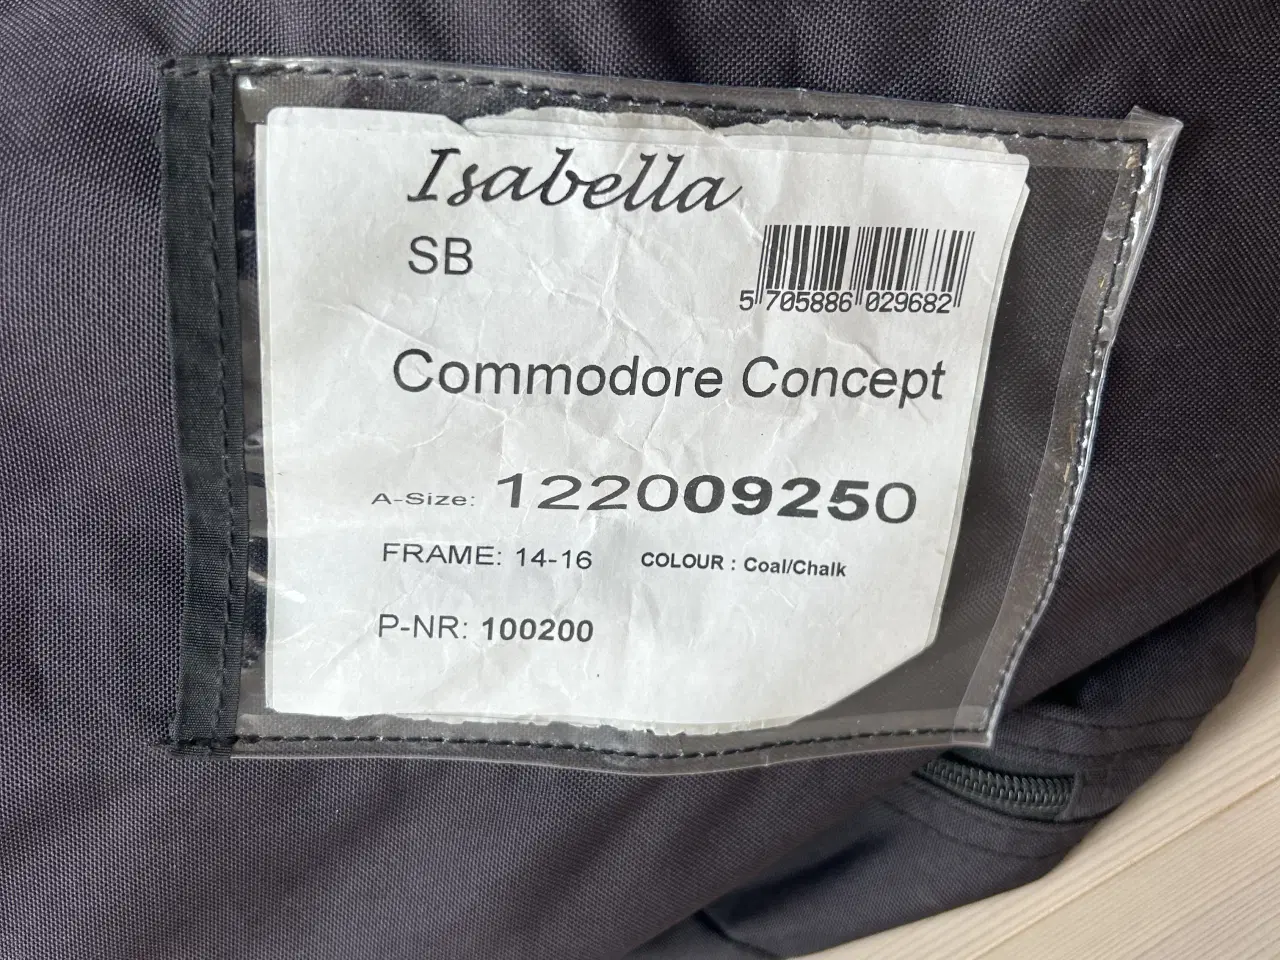 Isabella
SB
5 705886 029682
Commodore Concept
A-Size: 122009250
FRAME: 14-16 COLOUR : Coal/Chalk
P-NR: 100200